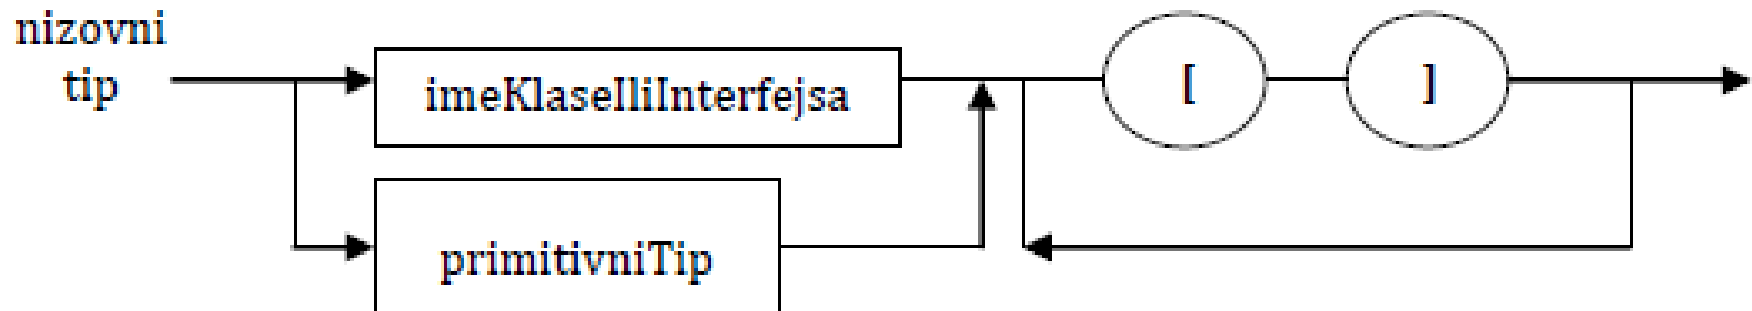 nizovni
tip
imeKlaseIliInterfejsa
[
]
primitivniTip